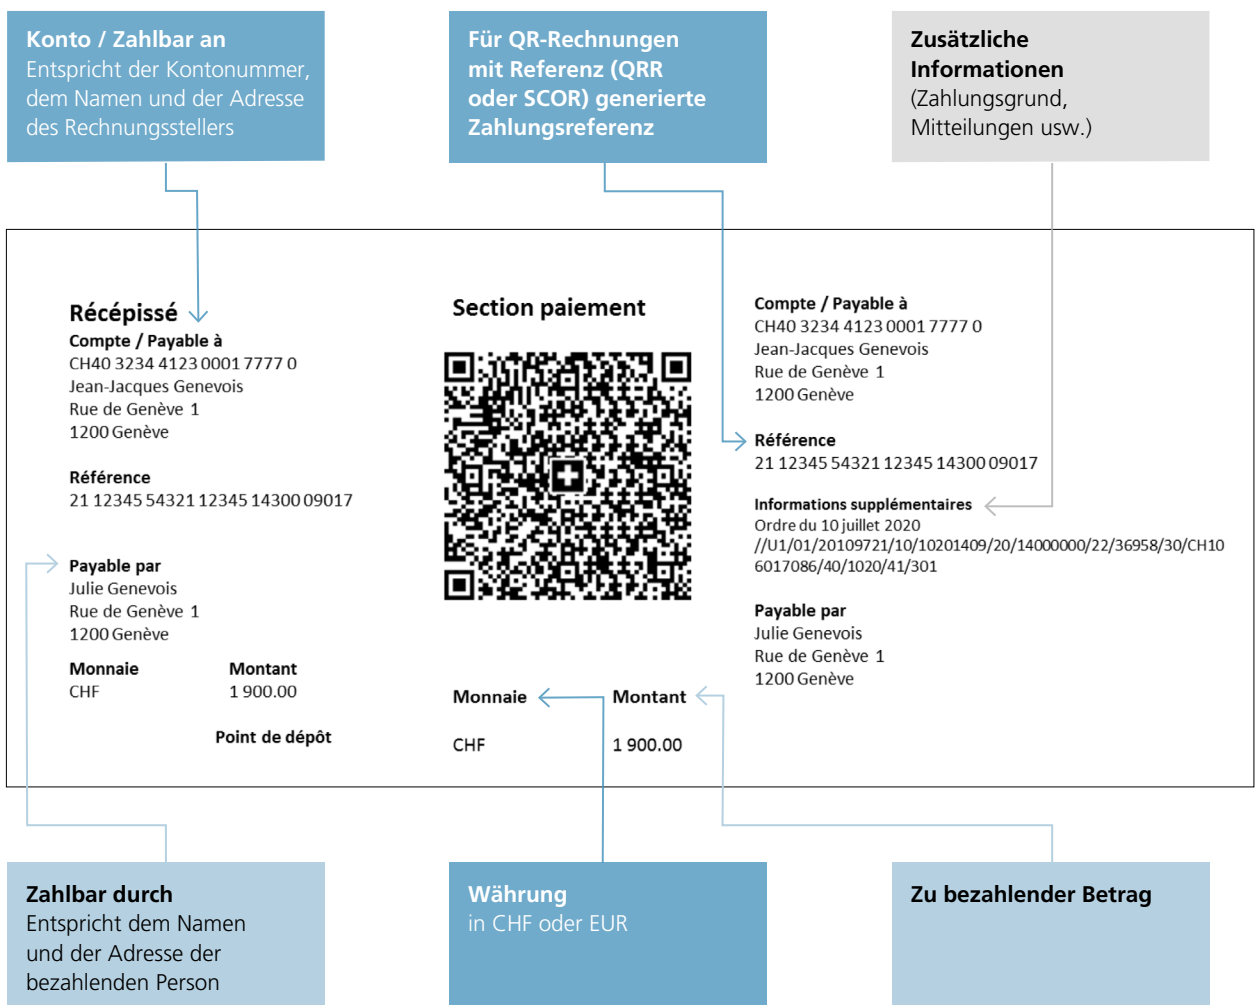 Konto / Zahlbar an
Entspricht der Kontonummer,
dem Namen und der Adresse
des Rechnungsstellers
Für QR-Rechnungen
mit Referenz (QRR
oder SCOR) generierte
Zahlungsreferenz
Zusätzliche
Informationen
(Zahlungsgrund,
Mitteilungen usw.)
Récépissé
Compte / Payable à
CH40 3234 4123 0001 7777 0
Jean-Jacques Genevois
Rue de Genève 1
1200 Genève
Référence
21 12345 54321 12345 14300 09017
Payable par
Julie Genevois
Rue de Genève 1
1200 Genève
Monnaie Montant
CHF 1 900.00
Point de dépôt
Section paiement
Monnaie Montant
CHF 1 900.00
Compte / Payable à
CH40 3234 4123 0001 7777 0
Jean-Jacques Genevois
Rue de Genève 1
1200 Genève
Référence
21 12345 54321 12345 14300 09017
Informations supplémentaires
Ordre du 10 juillet 2020
//U1/01/20109721/10/10201409/20/14000000/22/36958/30/CH10
6017086/40/1020/41/301
Payable par
Julie Genevois
Rue de Genève 1
1200 Genève
Zahlbar durch
Entspricht dem Namen
und der Adresse der
bezahlenden Person
Währung
in CHF oder EUR
Zu bezahlender Betrag